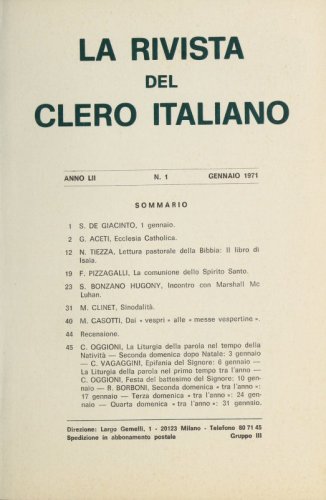 LA RIVISTA
DEL
CLERO ITALIANO
ANNO LII N. 1 GENNAIO 1971
SOMMARIO
1 S. DE GIACINTO, 1 gennaio.
2 G. ACETI, Ecclesia Catholica.
12 N. TIEZZA, Lettura pastorale della Bibbia: Il libro di
Isaia.
19 F. PIZZAGALLI, La comunione dello Spirito Santo.
23 S. BONZANO HUGONY, Incontro con Marshall Mc
Luhan.
31 M. CLINET, Sinodalità.
40 M. CASOTTI, Dai « vespri » alle « messe vespertine ».
44 Recensione.
45 C. OGGIONI, La Liturgia della parola nel tempo della
Natività — Seconda domenica dopo Natale: 3 gennaio
— C. VAGAGGINI, Epifania del Signore: 6 gennaio —
La Liturgia della parola nel primo tempo tra l'anno —
C. OGGIONI, Festa del battesimo del Signore: 10 gen-
naio — R. BORBONI, Seconda domenica « tra l'anno »:
17 gennaio — Terza domenica « tra l'anno »: 24 gen-
naio — Quarta domenica « tra l'anno »: 31 gennaio.
Direzione: Largo Gemelli, 1 - 20123 Milano - Telefono 80 71 45
Spedizione in abbonamento postale Gruppo III